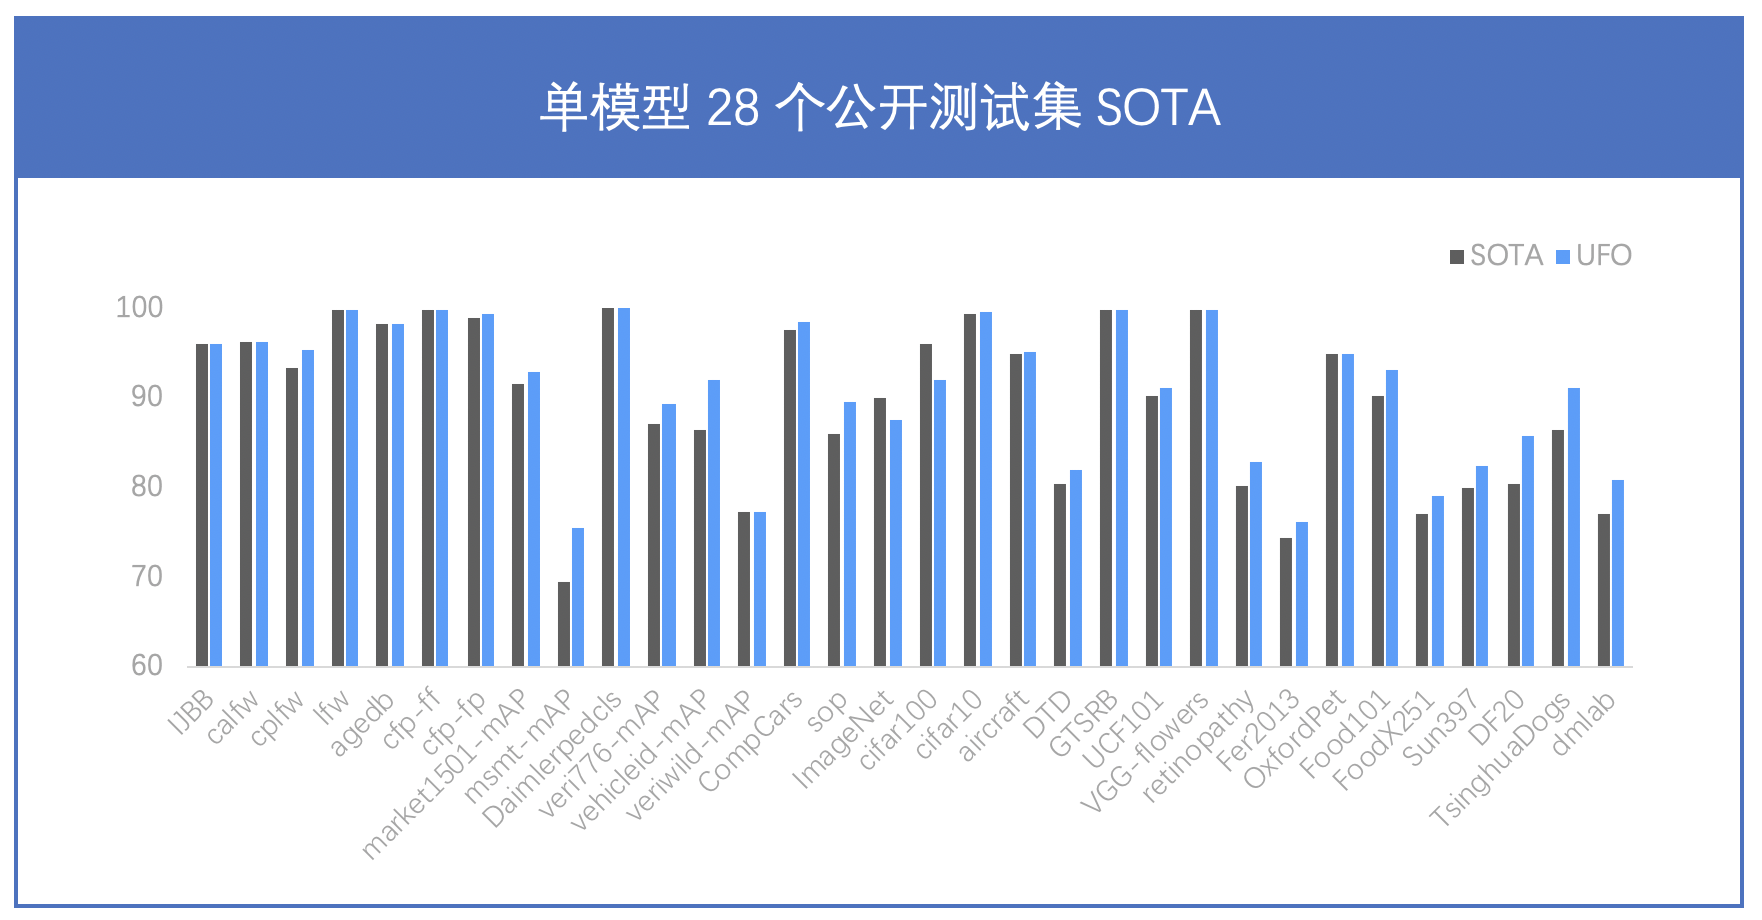 单模型 28 个公开测试集 SOTA
SOTA UFO
100
90
80
70
60
IJBB
calfw
cplfw
lfw
agedb
cfp-ff
cfp-fp
market1501-mAP
msmt-mAP
Daimlerpedcls
veri776-mAP
vehicleid-mAP
veriwild-mAP
CompCars
sop
ImageNet
cifar100
cifar10
aircraft
DTD
GTSRB
UCF101
VGG-flowers
retinopathy
Fer2013
OxfordPet
Food101
FoodX251
Sun397
DF20
TsinghuaDogs
dmlab